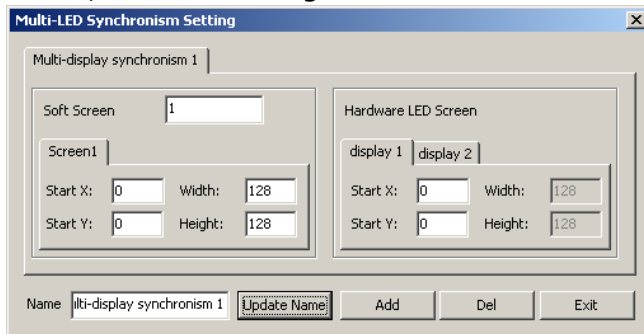 Multi-LED Synchronism Setting
Multi-display synchronism 1
Soft Screen 1
Screen1
Start X: 0 Width: 128
Start Y: 0 Height: 128
Hardware LED Screen
display 1 display 2
Start X: 0 Width: 128
Start Y: 0 Height: 128
Name ulti-display synchronism 1 Update Name Add Del Exit